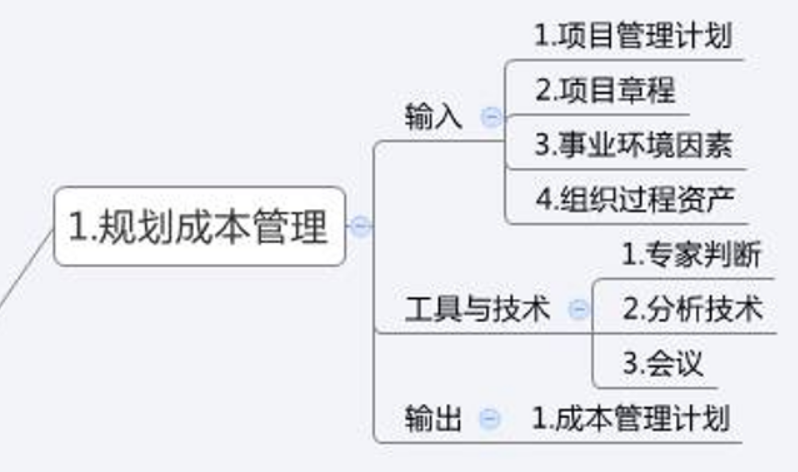 1.规划成本管理
输入
1.项目管理计划
2.项目章程
3.事业环境因素
4.组织过程资产
工具与技术
1.专家判断
2.分析技术
3.会议
输出
1.成本管理计划